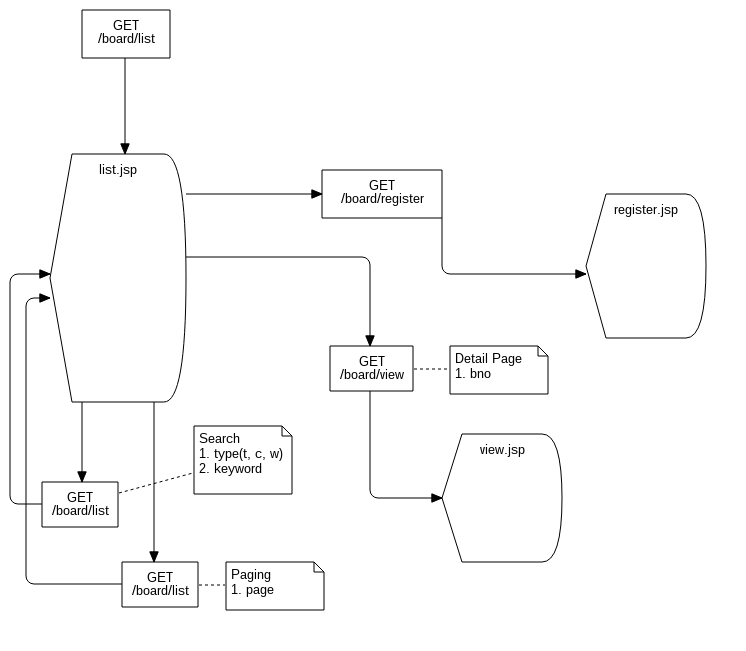 GET
/board/list
list.jsp
GET
/board/register
register.jsp
GET
/board/view
Detail Page
1. bno
view.jsp
Search
1. type(t, c, w)
2. keyword
GET
/board/list
GET
/board/list
Paging
1. page